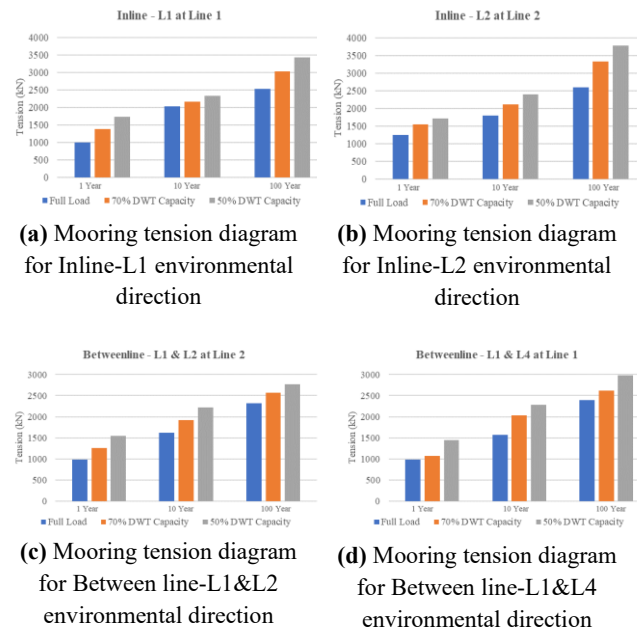 Inline - L1 at Line 1
Tension (kN)
4000
3500
3000
2500
2000
1500
1000
500
0
1 Year
10 Year
100 Year
Full Load
70% DWT Capacity
50% DWT Capacity
(a) Mooring tension diagram
for Inline-L1 environmental
direction
Inline - L2 at Line 2
Tension (kN)
4000
3500
3000
2500
2000
1500
1000
500
0
1 Year
10 Year
100 Year
Full Load
70% DWT Capacity
50% DWT Capacity
(b) Mooring tension diagram
for Inline-L2 environmental
direction
Betweenline - L1 & L2 at Line 2
Tension (kN)
3000
2500
2000
1500
1000
500
0
1 Year
10 Year
100 Year
Full Load
70% DWT Capacity
50% DWT Capacity
(c) Mooring tension diagram
for Between line-L1&L2
environmental direction
Betweenline - L1 & L4 at Line 1
Tension (kN)
3000
2500
2000
1500
1000
500
0
1 Year
10 Year
100 Year
Full Load
70% DWT Capacity
50% DWT Capacity
(d) Mooring tension diagram
for Between line-L1&L4
environmental direction